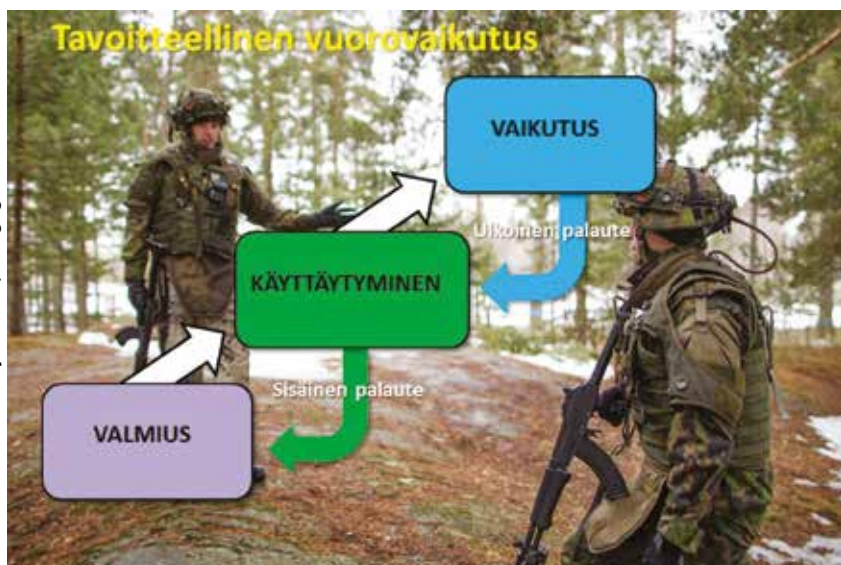 Tavoitteellinen vuorovaikutus
VAIKUTUS
Ulkoinen palaute
KÄYTTÄYTYMINEN
Sisäinen palaute
VALMIUS